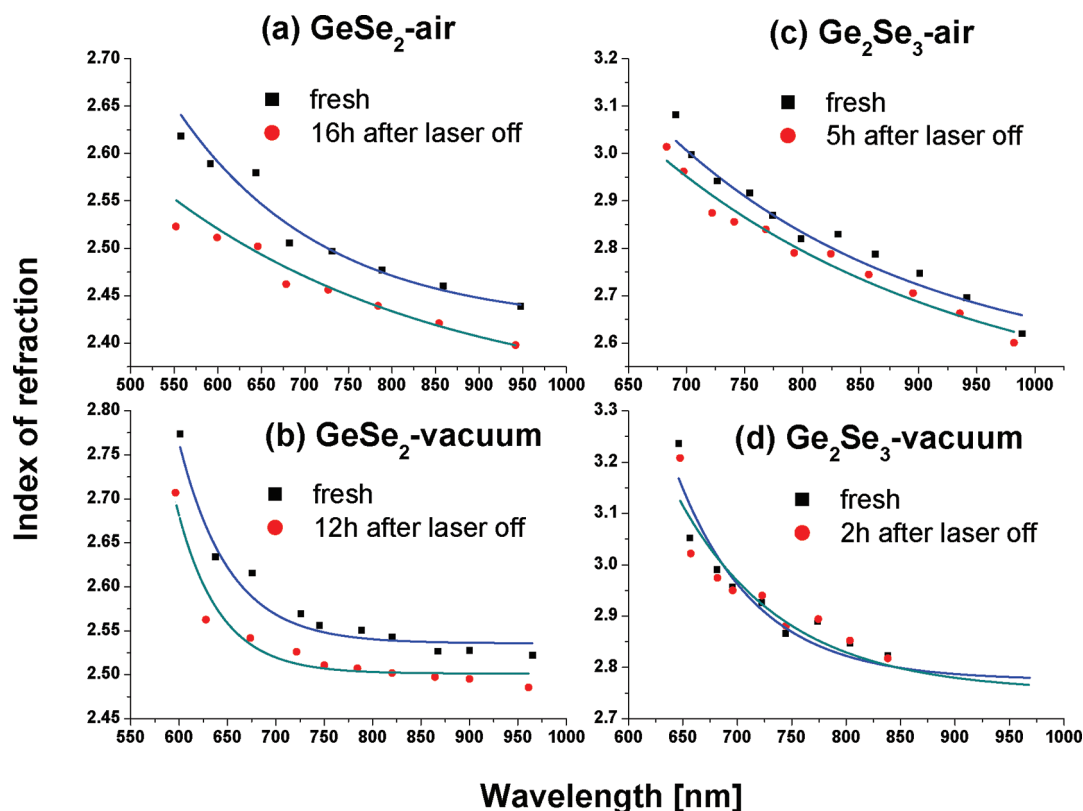 (a) GeSe₂-air
fresh
16h after laser off
2.70
2.65
2.60
2.55
2.50
2.45
2.40
500 550 600 650 700 750 800 850 900 950 1000
(c) Ge₂Se₃-air
fresh
5h after laser off
3.2
3.1
3.0
2.9
2.8
2.7
2.6
650 700 750 800 850 900 950 1000
Index of refraction
(b) GeSe₂-vacuum
fresh
12h after laser off
2.80
2.75
2.70
2.65
2.60
2.55
2.50
2.45
550 600 650 700 750 800 850 900 950 1000
(d) Ge₂Se₃-vacuum
fresh
2h after laser off
3.3
3.2
3.1
3.0
2.9
2.8
2.7
600 650 700 750 800 850 900 950 1000
Wavelength [nm]